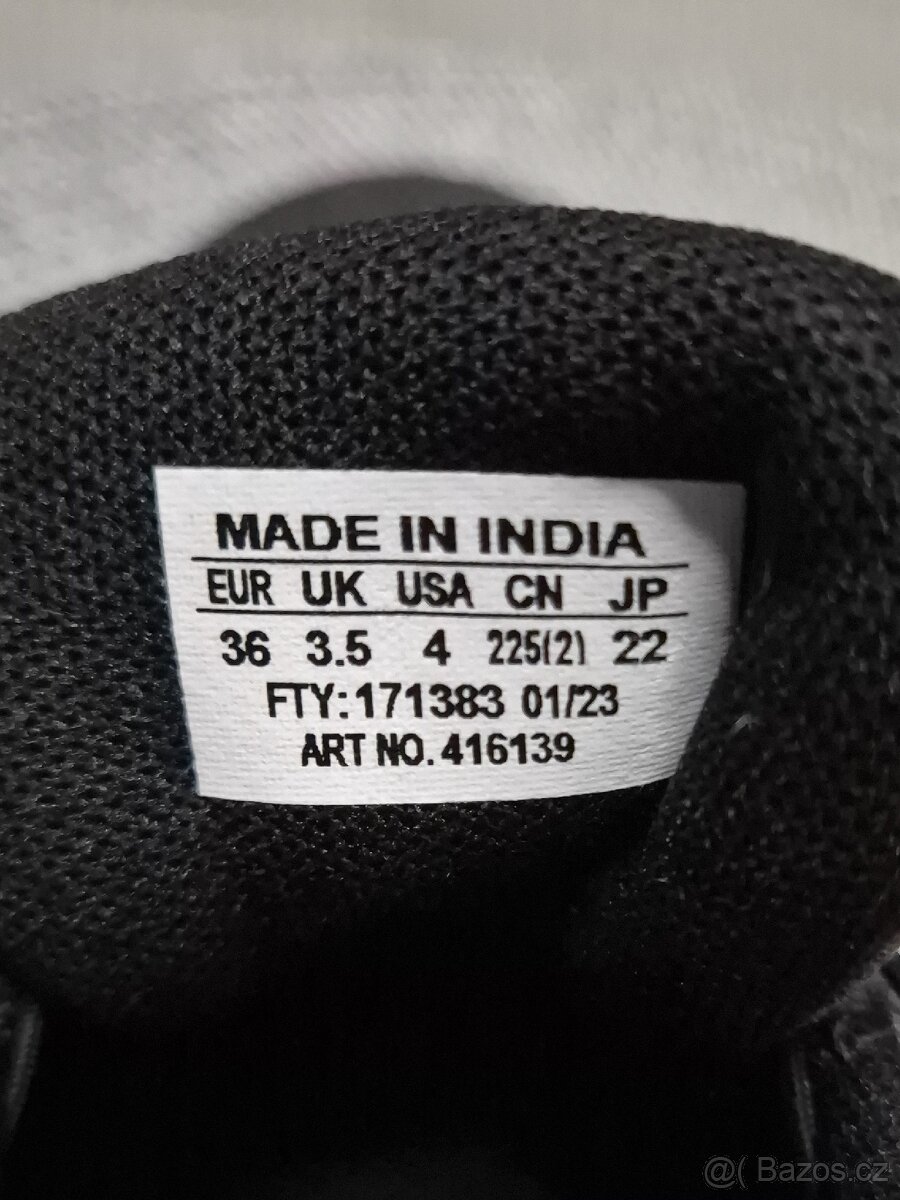 MADE IN INDIA
EUR UK USA CN JP
36 3.5 4 225(2) 22
FTY:171383 01/23
ART NO. 416139
@( Bazos.cz